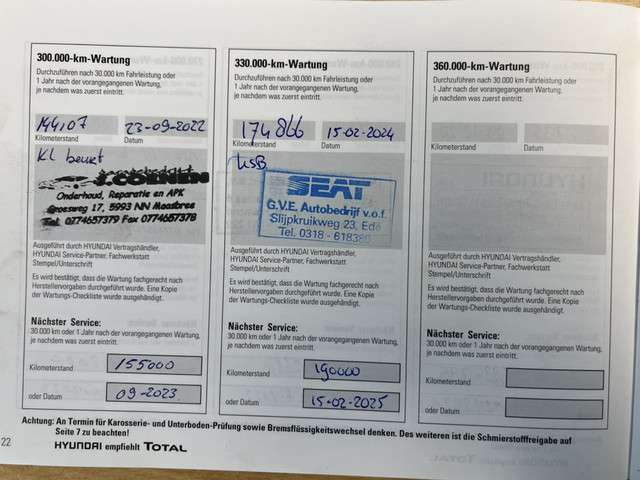 300.000-km-Wartung
Durchzuführen nach 30.000 km Fahrleistung oder
1 Jahr nach der vorangegangenen Wartung,
je nachdem was zuerst eintritt.
23-09-2022
Kilometerstand Datum
KL beurt
Onderhoud, Reparatie en APK
Groesweg 17, 5993 NN Maasbree
Tel. 0774657379 Fax 0774657378
Ausgeführt durch HYUNDAI Vertragshändler,
HYUNDAI Service-Partner, Fachwerkstatt
Stempel/Unterschrift
Es wird bestätigt, dass die Wartung fachgerecht nach
Herstellervorgaben durchgeführt wurde. Eine Kopie
der Wartungs-Checkliste wurde ausgehändigt.
Nächster Service:
30.000 km oder 1 Jahr nach der vorangegangenen Wartung,
je nachdem was zuerst eintritt.
Kilometerstand 155000
oder Datum 09-2023
330.000-km-Wartung
Durchzuführen nach 30.000 km Fahrleistung oder
1 Jahr nach der vorangegangenen Wartung,
je nachdem was zuerst eintritt.
174866 15-02-2024
Kilometerstand Datum
SEAT
G.V.E. Autobedrijf v.o.f.
Slijpkruikweg 23, Ede
Tel. 0318 - 618389
Ausgeführt durch HYUNDAI Vertragshändler,
HYUNDAI Service-Partner, Fachwerkstatt
Stempel/Unterschrift
Es wird bestätigt, dass die Wartung fachgerecht nach
Herstellervorgaben durchgeführt wurde. Eine Kopie
der Wartungs-Checkliste wurde ausgehändigt.
Nächster Service:
30.000 km oder 1 Jahr nach der vorangegangenen Wartung,
je nachdem was zuerst eintritt.
Kilometerstand 190000
oder Datum 15-02-2025
360.000-km-Wartung
Durchzuführen nach 30.000 km Fahrleistung oder
1 Jahr nach der vorangegangenen Wartung,
je nachdem was zuerst eintritt.
Kilometerstand Datum
Ausgeführt durch HYUNDAI Vertragshändler,
HYUNDAI Service-Partner, Fachwerkstatt
Stempel/Unterschrift
Es wird bestätigt, dass die Wartung fachgerecht nach
Herstellervorgaben durchgeführt wurde. Eine Kopie
der Wartungs-Checkliste wurde ausgehändigt.
Nächster Service:
30.000 km oder 1 Jahr nach der vorangegangenen Wartung,
je nachdem was zuerst eintritt.
Kilometerstand
oder Datum
Achtung: An Termin für Karosserie- und Unterboden-Prüfung sowie Bremsflüssigkeitswechsel denken. Des weiteren ist die Schmierstofffreigabe auf
Seite 7 zu beachten!
22 HYUNDAI empfiehlt TOTAL